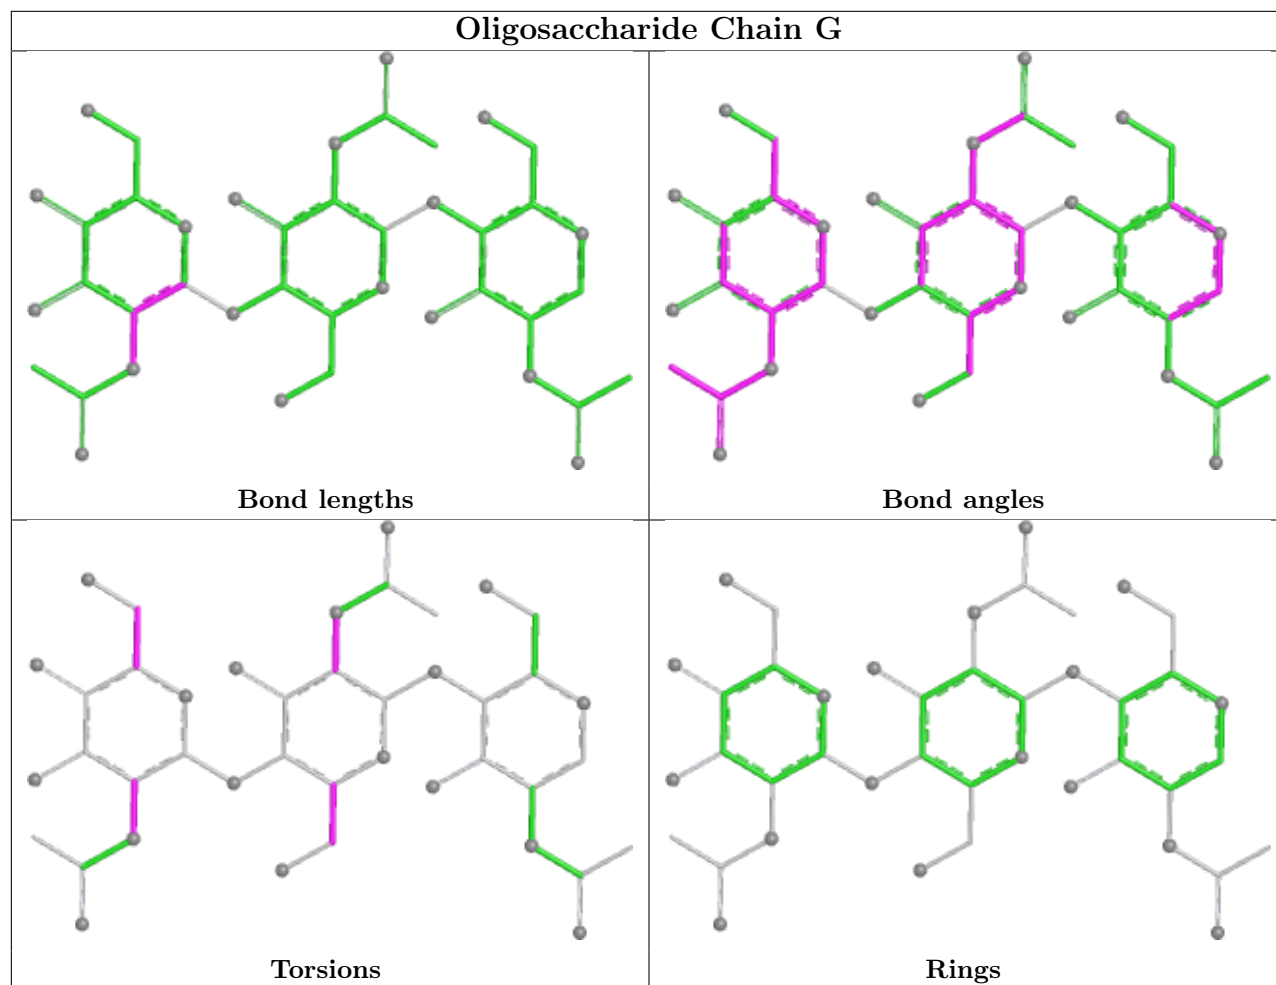 Oligosaccharide Chain G
Bond lengths
Bond angles
Torsions
Rings